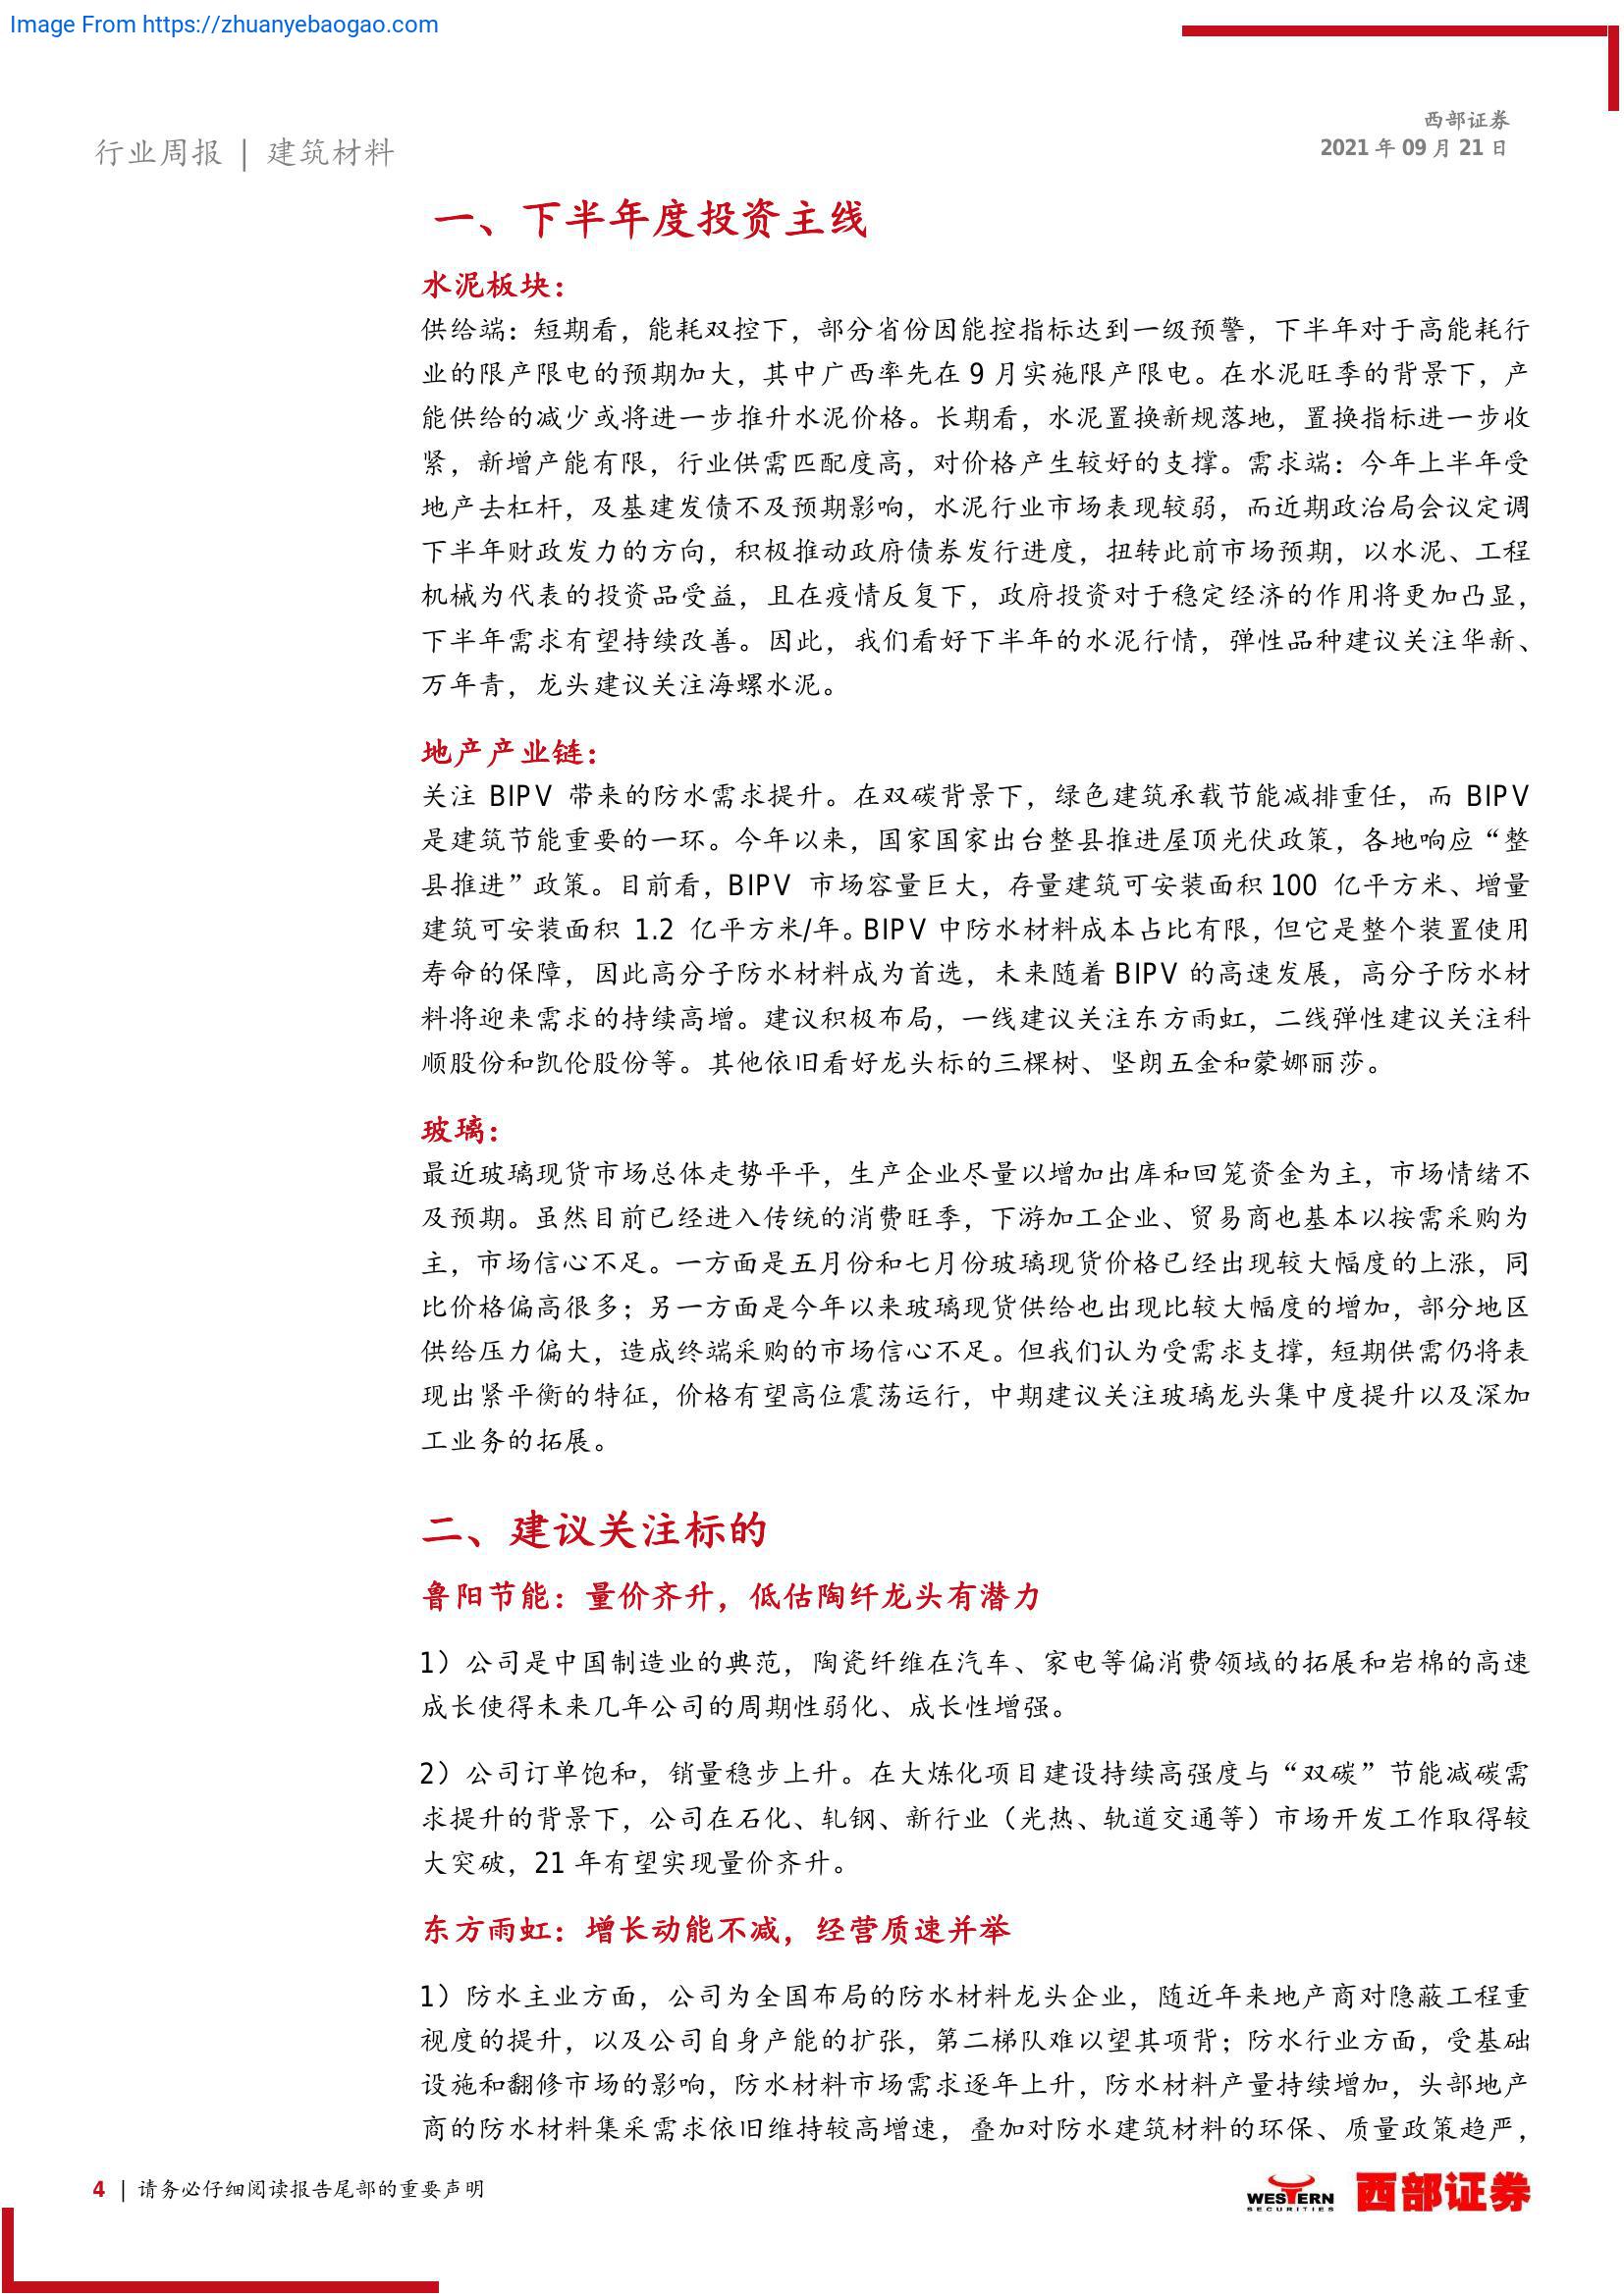 Image From https://zhuanyebaogao.com
行业周报 | 建筑材料
西部证券
2021 年 09 月 21 日
一、下半年度投资主线
水泥板块：
供给端：短期看，能耗双控下，部分省份因能控指标达到一级预警，下半年对于高能耗行
业的限产限电的预期加大，其中广西率先在 9 月实施限产限电。在水泥旺季的背景下，产
能供给的减少或将进一步推升水泥价格。长期看，水泥置换新规落地，置换指标进一步收
紧，新增产能有限，行业供需匹配度高，对价格产生较好的支撑。需求端：今年上半年受
地产去杠杆，及基建发债不及预期影响，水泥行业市场表现较弱，而近期政治局会议定调
下半年财政发力的方向，积极推动政府债券发行进度，扭转此前市场预期，以水泥、工程
机械为代表的投资品受益，且在疫情反复下，政府投资对于稳定经济的作用将更加凸显，
下半年需求有望持续改善。因此，我们看好下半年的水泥行情，弹性品种建议关注华新、
万年青，龙头建议关注海螺水泥。
地产产业链：
关注 BIPV 带来的防水需求提升。在双碳背景下，绿色建筑承载节能减排重任，而 BIPV
是建筑节能重要的一环。今年以来，国家国家出台整县推进屋顶光伏政策，各地响应“整
县推进”政策。目前看，BIPV 市场容量巨大，存量建筑可安装面积 100 亿平方米、增量
建筑可安装面积 1.2 亿平方米/年。BIPV 中防水材料成本占比有限，但它是整个装置使用
寿命的保障，因此高分子防水材料成为首选，未来随着 BIPV 的高速发展，高分子防水材
料将迎来需求的持续高增。建议积极布局，一线建议关注东方雨虹，二线弹性建议关注科
顺股份和凯伦股份等。其他依旧看好龙头标的三棵树、坚朗五金和蒙娜丽莎。
玻璃：
最近玻璃现货市场总体走势平平，生产企业尽量以增加出库和回笼资金为主，市场情绪不
及预期。虽然目前已经进入传统的消费旺季，下游加工企业、贸易商也基本以按需采购为
主，市场信心不足。一方面是五月份和七月份玻璃现货价格已经出现较大幅度的上涨，同
比价格偏高很多；另一方面是今年以来玻璃现货供给也出现比较大幅度的增加，部分地区
供给压力偏大，造成终端采购的市场信心不足。但我们认为受需求支撑，短期供需仍将表
现出紧平衡的特征，价格有望高位震荡运行，中期建议关注玻璃龙头集中度提升以及深加
工业务的拓展。
二、建议关注标的
鲁阳节能：量价齐升，低估陶纤龙头有潜力
1）公司是中国制造业的典范，陶瓷纤维在汽车、家电等偏消费领域的拓展和岩棉的高速
成长使得未来几年公司的周期性弱化、成长性增强。
2）公司订单饱和，销量稳步上升。在大炼化项目建设持续高强度与“双碳”节能减碳需
求提升的背景下，公司在石化、轧钢、新行业（光热、轨道交通等）市场开发工作取得较
大突破，21 年有望实现量价齐升。
东方雨虹：增长动能不减，经营质速并举
1）防水主业方面，公司为全国布局的防水材料龙头企业，随近年来地产商对隐蔽工程重
视度的提升，以及公司自身产能的扩张，第二梯队难以望其项背；防水行业方面，受基础
设施和翻修市场的影响，防水材料市场需求逐年上升，防水材料产量持续增加，头部地产
商的防水材料集采需求依旧维持较高增速，叠加对防水建筑材料的环保、质量政策趋严，
4 | 请务必仔细阅读报告尾部的重要声明
WESTERN
SECURITIES
西部证券